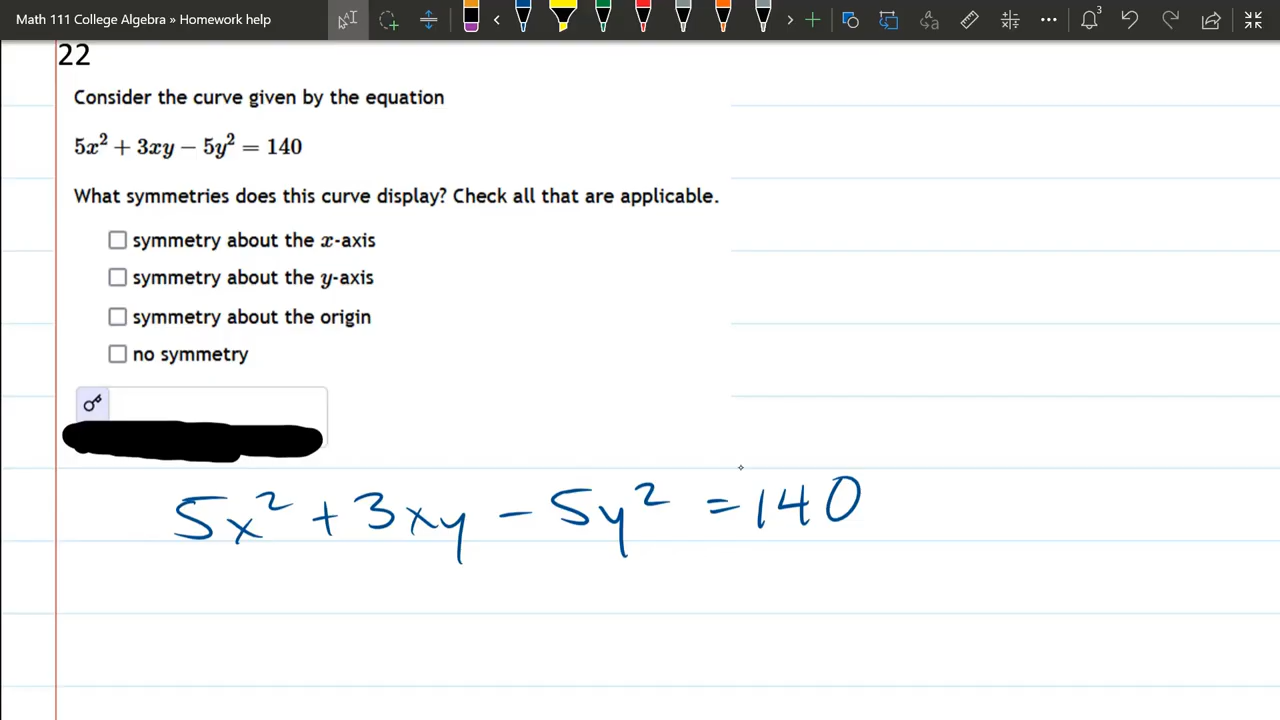 Math 111 College Algebra » Homework help
3
22
Consider the curve given by the equation
5x² + 3xy − 5y² = 140
What symmetries does this curve display? Check all that are applicable.
symmetry about the x-axis
symmetry about the y-axis
symmetry about the origin
no symmetry
5x² + 3xy − 5y² = 140